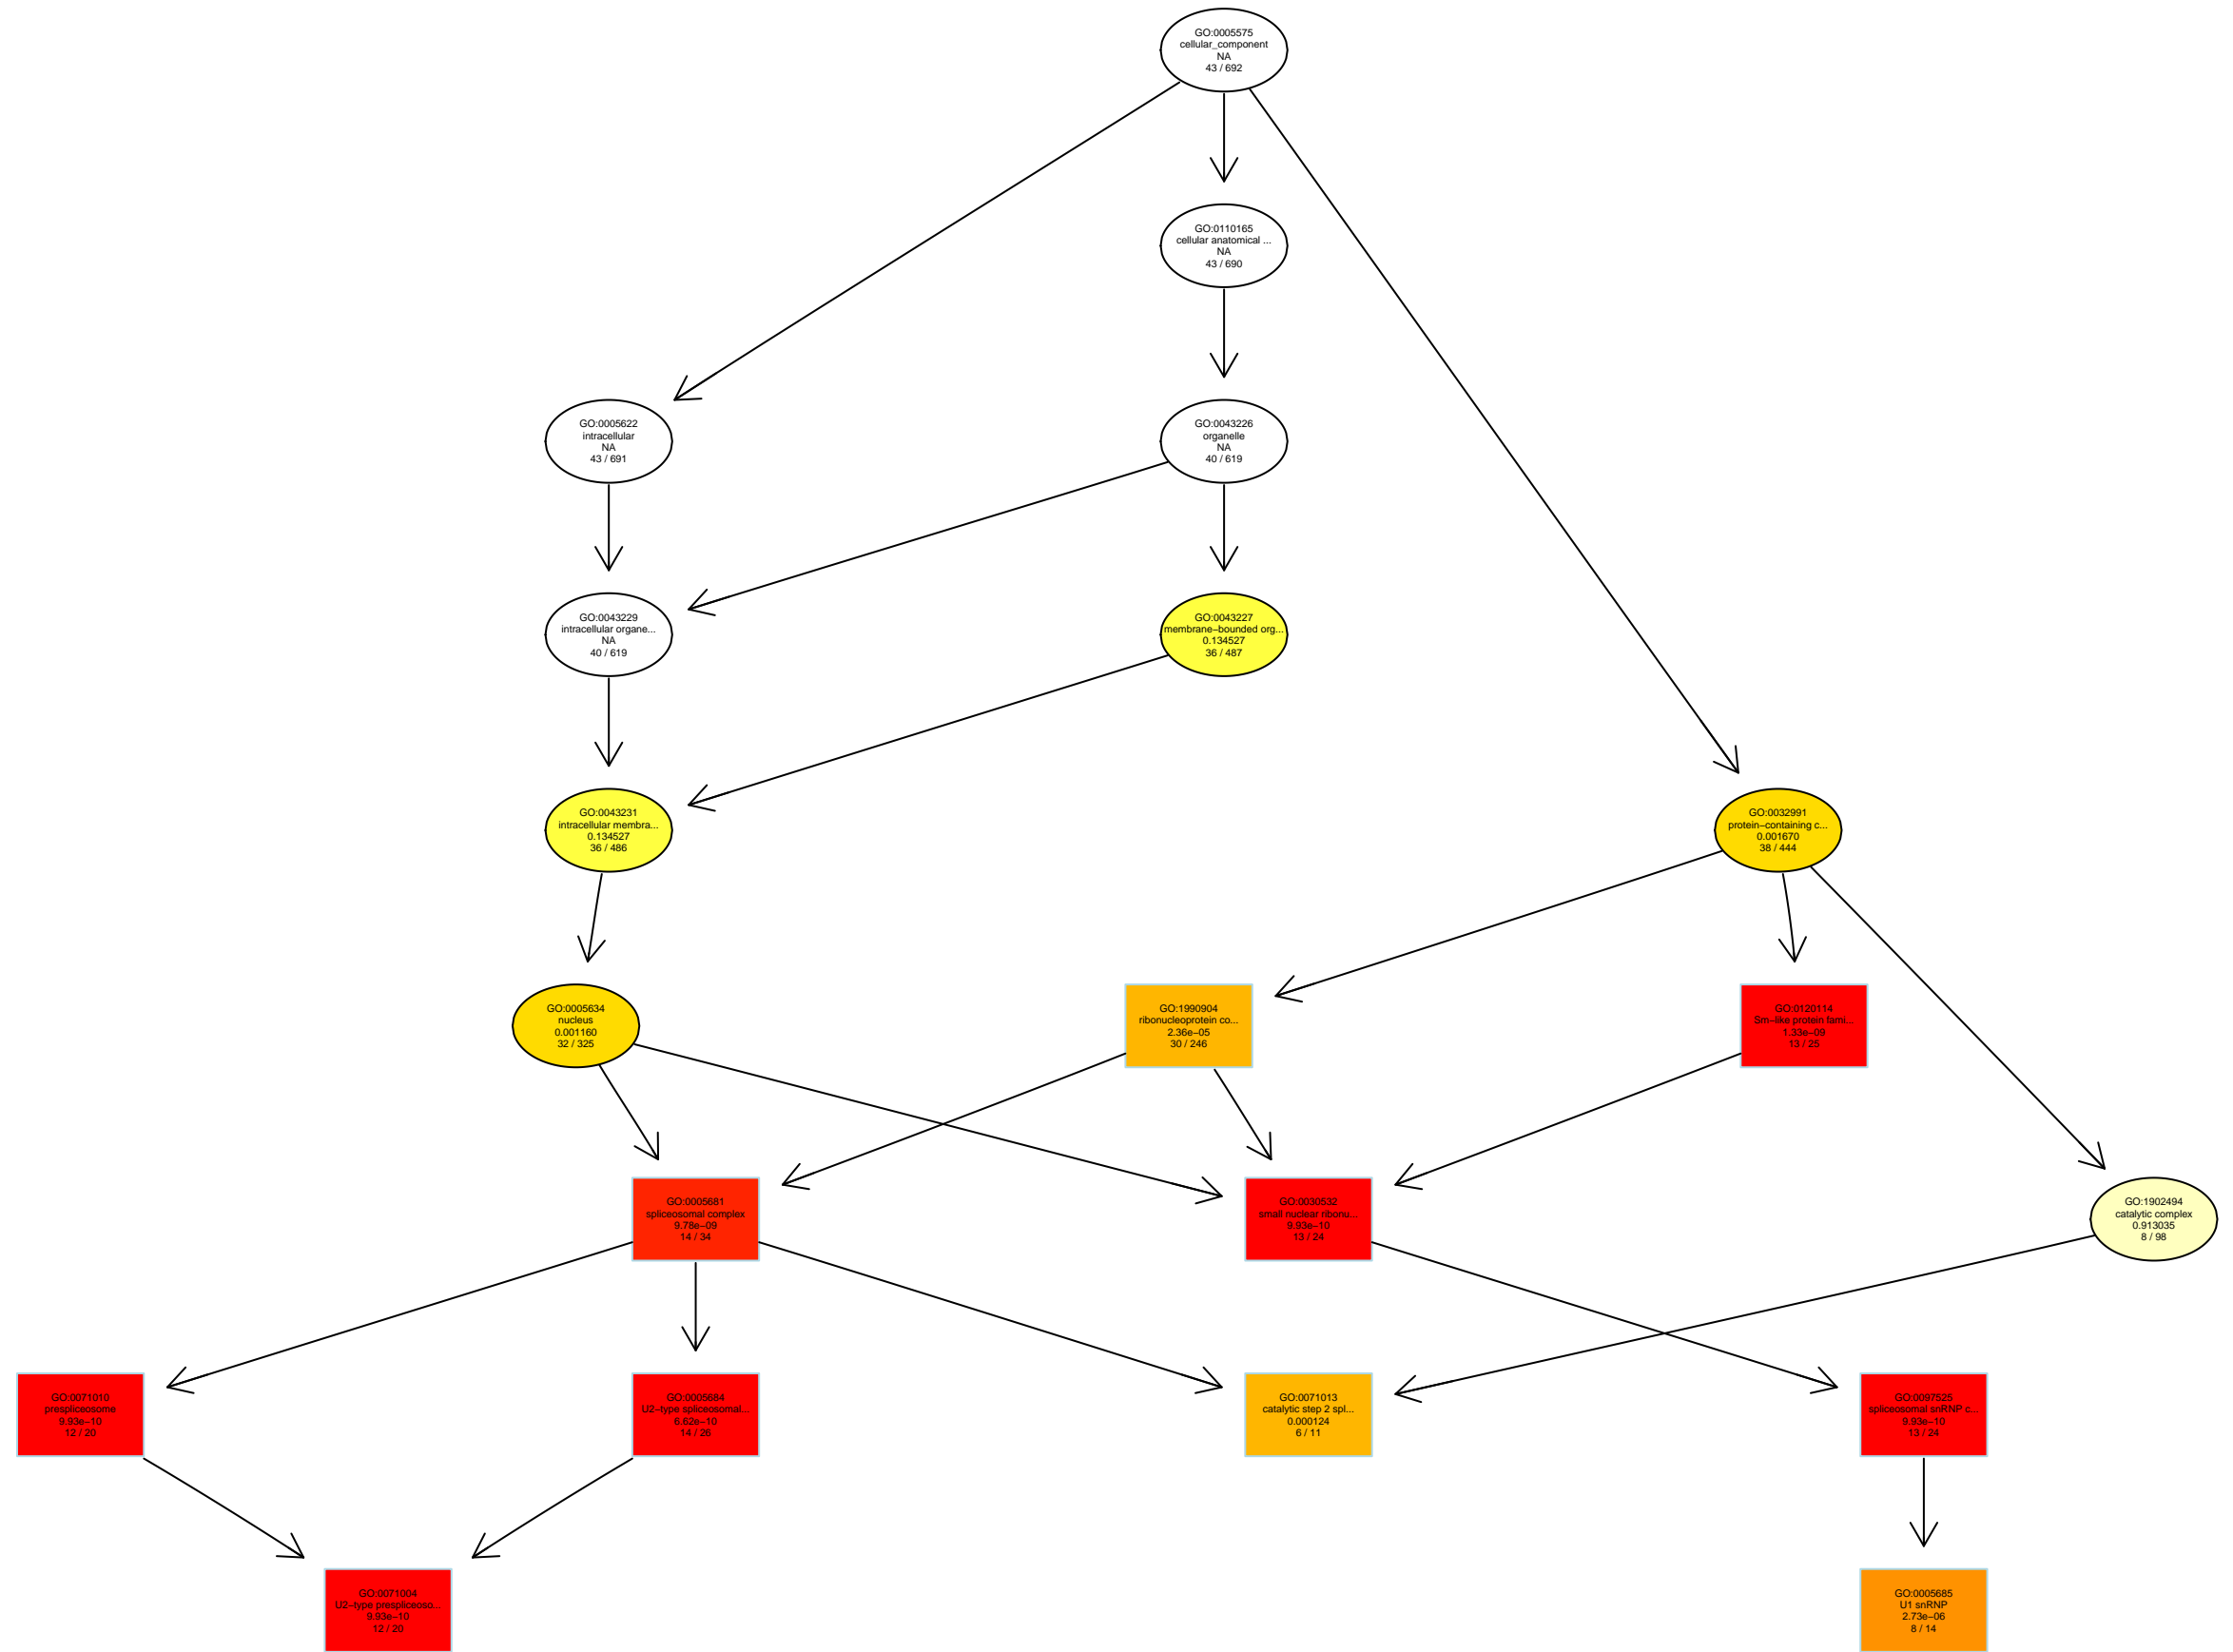 GO:0005575
cellular_component
NA
43 / 692
GO:0110165
cellular anatomical ...
NA
43 / 690
GO:0005622
intracellular
NA
43 / 691
GO:0043226
organelle
NA
40 / 619
GO:0043229
intracellular organe...
NA
40 / 619
GO:0043227
membrane−bounded org...
0.134527
36 / 487
GO:0043231
intracellular membra...
0.134527
36 / 486
GO:0032991
protein−containing c...
0.001670
38 / 444
GO:0005634
nucleus
0.001160
32 / 325
GO:1990904
ribonucleoprotein co...
2.36e−05
30 / 246
GO:0120114
Sm−like protein fami...
1.33e−09
13 / 25
GO:0005681
spliceosomal complex
9.78e−09
14 / 34
GO:0030532
small nuclear ribonu...
9.93e−10
13 / 24
GO:1902494
catalytic complex
0.913035
8 / 98
GO:0071010
prespliceosome
9.93e−10
12 / 20
GO:0005684
U2−type spliceosomal...
6.62e−10
14 / 26
GO:0071013
catalytic step 2 spl...
0.000124
6 / 11
GO:0097525
spliceosomal snRNP c...
9.93e−10
13 / 24
GO:0071004
U2−type prespliceoso...
9.93e−10
12 / 20
GO:0005685
U1 snRNP
2.73e−06
8 / 14